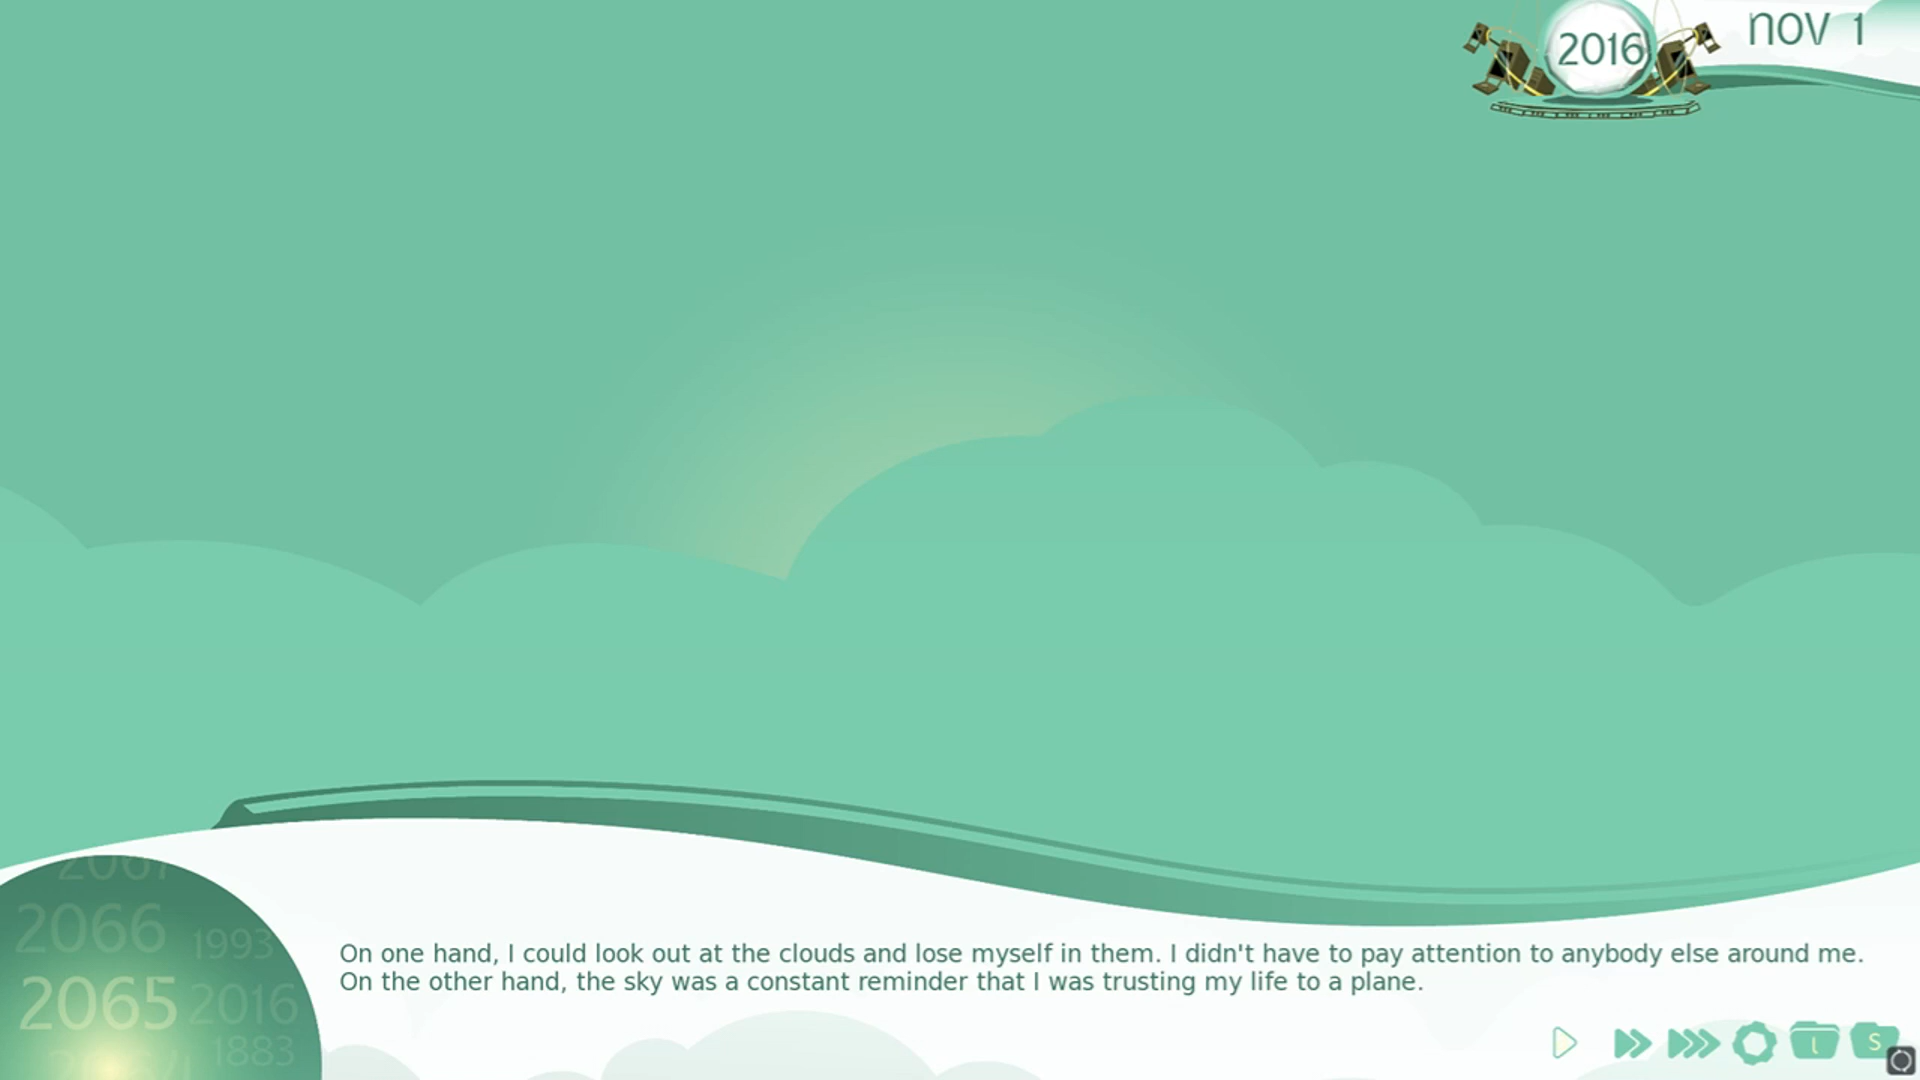 2016 nov 1
2067
2066 1993
On one hand, I could look out at the clouds and lose myself in them. I didn't have to pay attention to anybody else around me.
On the other hand, the sky was a constant reminder that I was trusting my life to a plane.
2065 2016
1883
L S